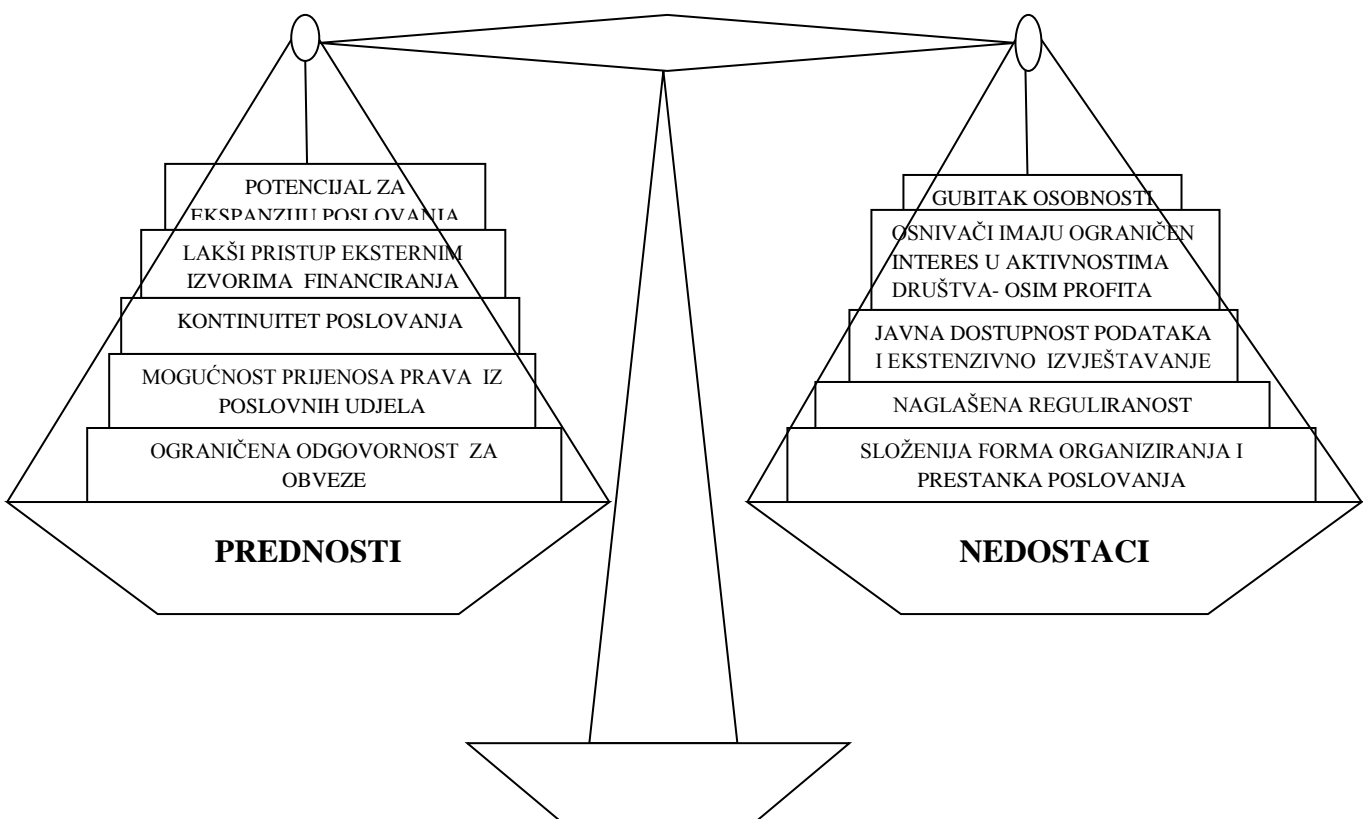 POTENCIJAL ZA
EKSPANZIJU POSLOVANJA
LAKŠI PRISTUP EKSTERNIM
IZVORIMA FINANCIRANJA
KONTINUITET POSLOVANJA
MOGUĆNOST PRIJENOSA PRAVA IZ
POSLOVNIH UDJELA
OGRANIČENA ODGOVORNOST ZA
OBVEZE
PREDNOSTI
GUBITAK OSOBNOSTI
OSNIVAČI IMAJU OGRANIČEN
INTERES U AKTIVNOSTIMA
DRUŠTVA- OSIM PROFITA
JAVNA DOSTUPNOST PODATAKA
I EKSTENZIVNO IZVJEŠTAVANJE
NAGLAŠENA REGULIRANOST
SLOŽENIJA FORMA ORGANIZIRANJA I
PRESTANKA POSLOVANJA
NEDOSTACI